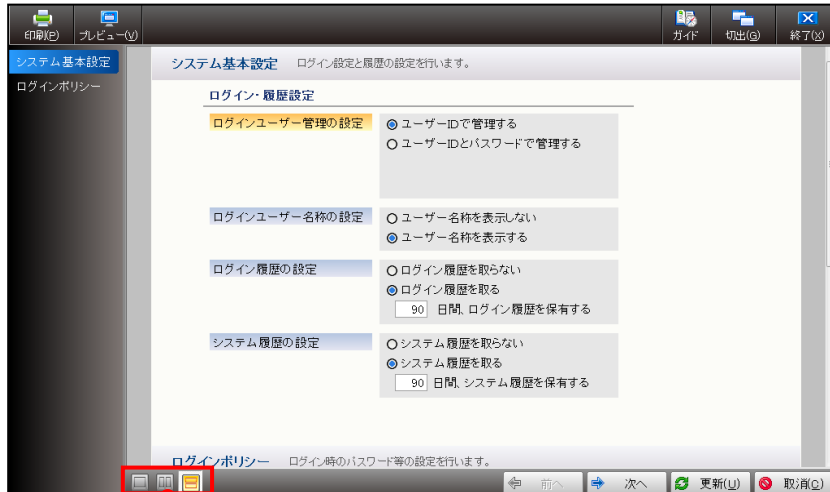 印刷(P) プレビュー(V) ガイド 切出(G) 終了(X)
システム基本設定
ログインポリシー
システム基本設定 ログイン設定と履歴の設定を行います。
ログイン・履歴設定
ログインユーザー管理の設定
ユーザーIDで管理する
ユーザーIDとパスワードで管理する
ログインユーザー名称の設定
ユーザー名称を表示しない
ユーザー名称を表示する
ログイン履歴の設定
ログイン履歴を取らない
ログイン履歴を取る
90 日間、ログイン履歴を保有する
システム履歴の設定
システム履歴を取らない
システム履歴を取る
90 日間、システム履歴を保有する
ログインポリシー ログイン時のパスワード等の設定を行います。
前へ 次へ 更新(U) 取消(C)